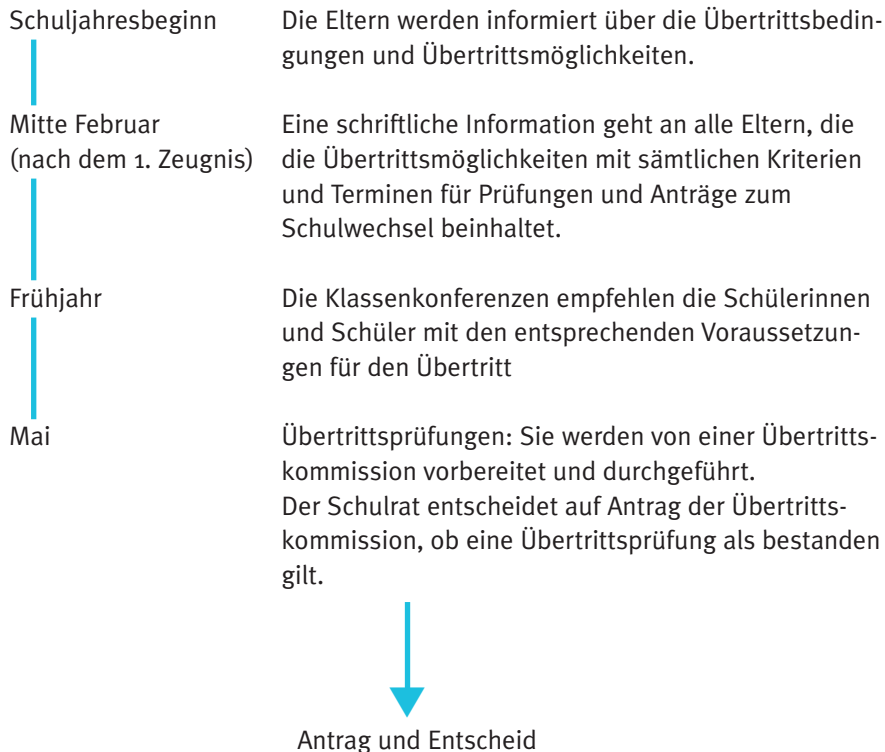 Schuljahresbeginn
Die Eltern werden informiert über die Übertrittsbedin-
gungen und Übertrittsmöglichkeiten.
Mitte Februar
(nach dem 1. Zeugnis)
Eine schriftliche Information geht an alle Eltern, die
die Übertrittsmöglichkeiten mit sämtlichen Kriterien
und Terminen für Prüfungen und Anträge zum
Schulwechsel beinhaltet.
Frühjahr
Die Klassenkonferenzen empfehlen die Schülerinnen
und Schüler mit den entsprechenden Voraussetzun-
gen für den Übertritt
Mai
Übertrittsprüfungen: Sie werden von einer Übertritts-
kommission vorbereitet und durchgeführt.
Der Schulrat entscheidet auf Antrag der Übertritts-
kommission, ob eine Übertrittsprüfung als bestanden
gilt.
Antrag und Entscheid